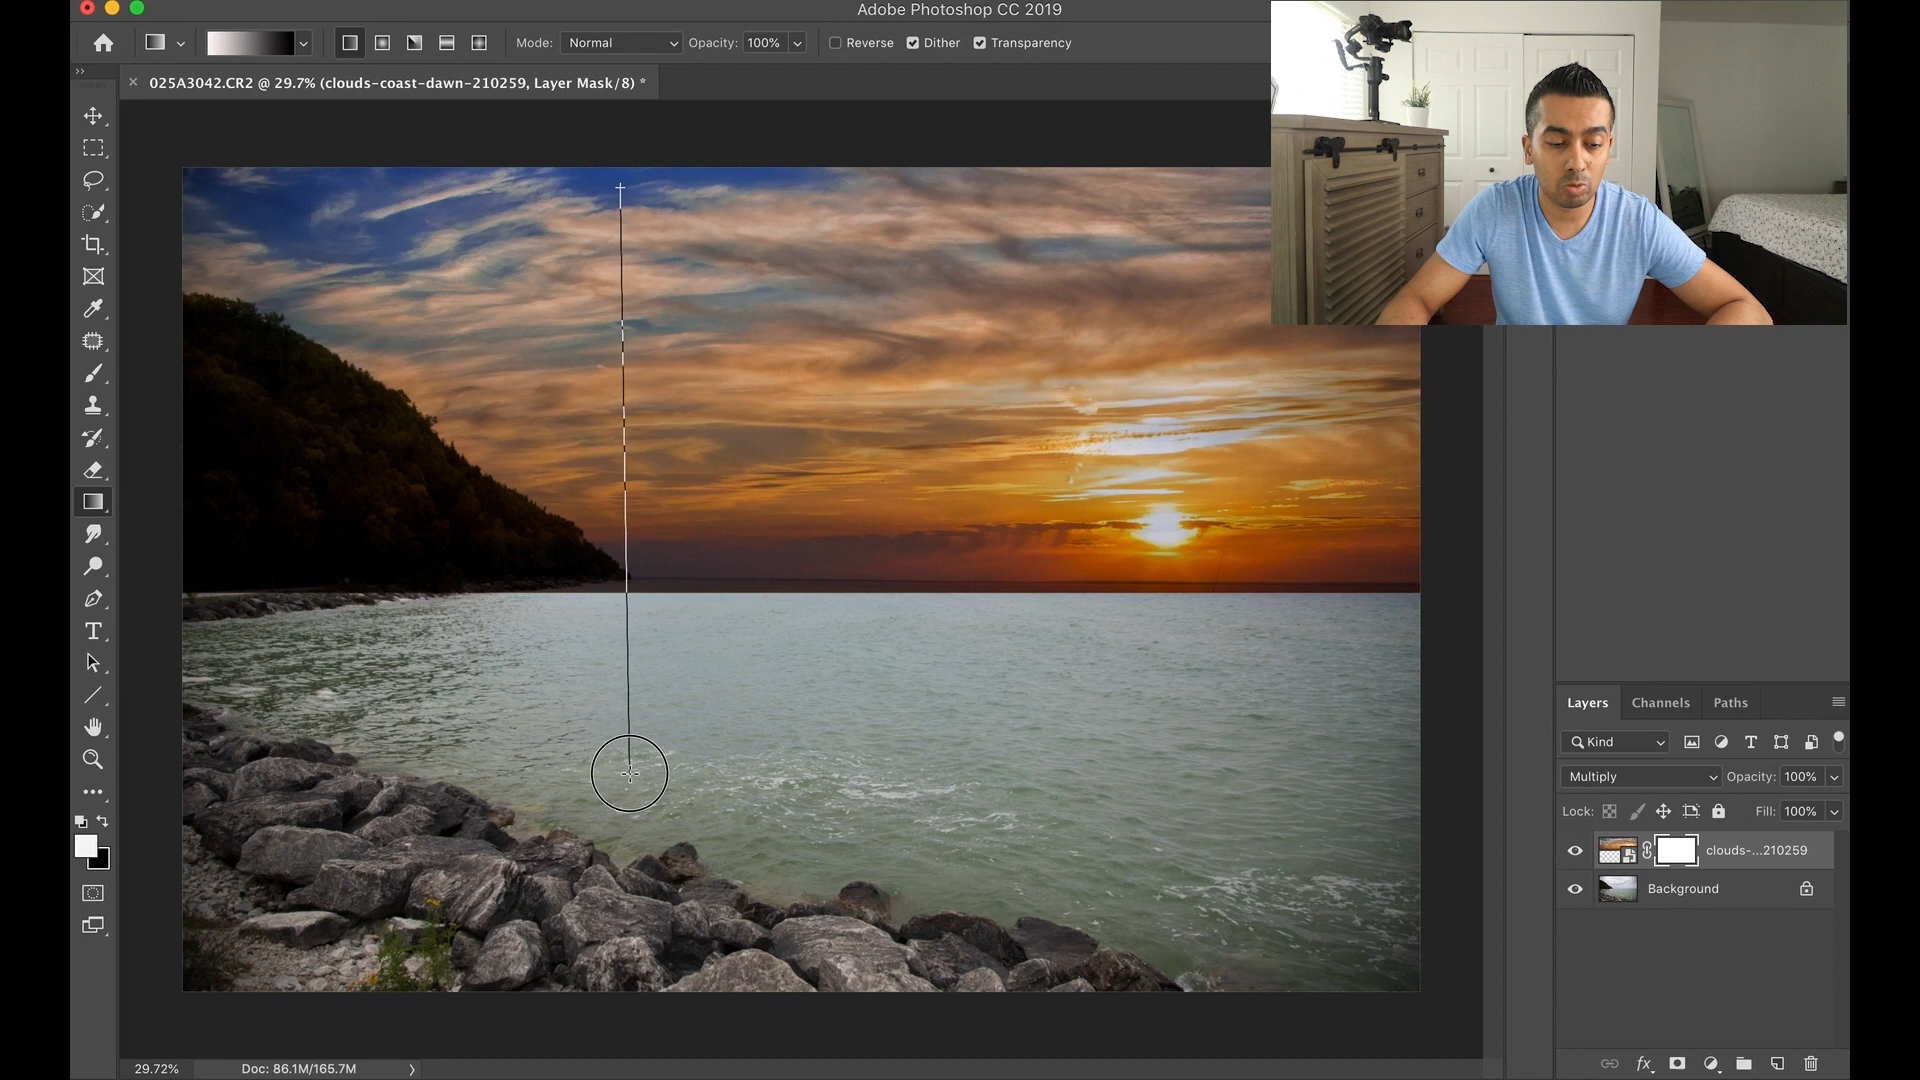 Adobe Photoshop CC 2019
Mode: Normal Opacity: 100% Reverse Dither Transparency
025A3042.CR2 @ 29.7% (clouds-coast-dawn-210259, Layer Mask/8) *
Layers Channels Paths
Kind
Multiply Opacity: 100%
Lock: Fill: 100%
clouds-...210259
Background
fx
29.72% Doc: 86.1M/165.7M